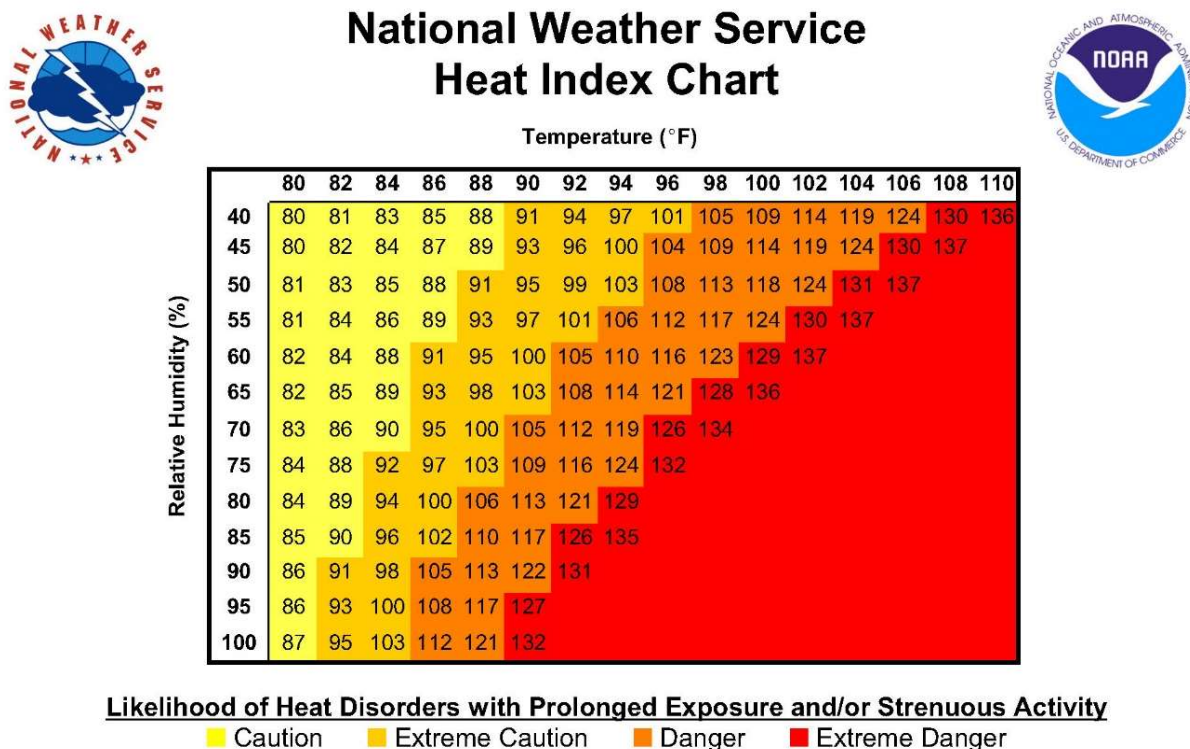 NATIONAL WEATHER SERVICE
National Weather Service
Heat Index Chart
NATIONAL OCEANIC AND ATMOSPHERIC
NOAA
U.S. DEPARTMENT OF COMMERCE
Temperature (°F)
80 82 84 86 88 90 92 94 96 98 100 102 104 106 108 110
Relative Humidity (%)
40 80 81 83 85 88 91 94 97 101 105 109 114 119 124 130 136
45 80 82 84 87 89 93 96 100 104 109 114 119 124 130 137
50 81 83 85 88 91 95 99 103 108 113 118 124 131 137
55 81 84 86 89 93 97 101 106 112 117 124 130 137
60 82 84 88 91 95 100 105 110 116 123 129 137
65 82 85 89 93 98 103 108 114 121 128 136
70 83 86 90 95 100 105 112 119 126 134
75 84 88 92 97 103 109 116 124 132
80 84 89 94 100 106 113 121 129
85 85 90 96 102 110 117 126 135
90 86 91 98 105 113 122 131
95 86 93 100 108 117 127
100 87 95 103 112 121 132
Likelihood of Heat Disorders with Prolonged Exposure and/or Strenuous Activity
Caution Extreme Caution Danger Extreme Danger